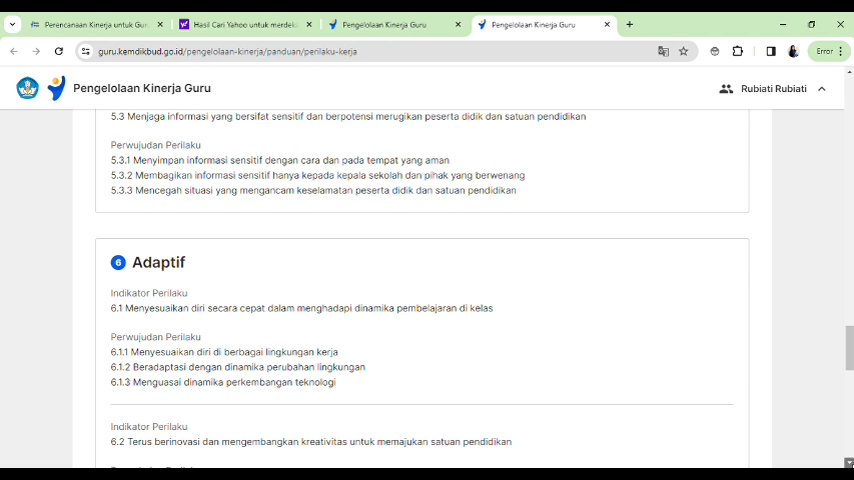 Perencanaan Kinerja untuk Gur
Hasil Cari Yahoo untuk merdek
Pengelolaan Kinerja Guru
Pengelolaan Kinerja Guru
guru.kemdikbud.go.id/pengelolaan-kinerja/panduan/perilaku-kerja
Error
Pengelolaan Kinerja Guru
Rubiati Rubiati
5.3 Menjaga informasi yang bersifat sensitif dan berpotensi merugikan peserta didik dan satuan pendidikan
Perwujudan Perilaku
5.3.1 Menyimpan informasi sensitif dengan cara dan pada tempat yang aman
5.3.2 Membagikan informasi sensitif hanya kepada kepala sekolah dan pihak yang berwenang
5.3.3 Mencegah situasi yang mengancam keselamatan peserta didik dan satuan pendidikan
6 Adaptif
Indikator Perilaku
6.1 Menyesuaikan diri secara cepat dalam menghadapi dinamika pembelajaran di kelas
Perwujudan Perilaku
6.1.1 Menyesuaikan diri di berbagai lingkungan kerja
6.1.2 Beradaptasi dengan dinamika perubahan lingkungan
6.1.3 Menguasai dinamika perkembangan teknologi
Indikator Perilaku
6.2 Terus berinovasi dan mengembangkan kreativitas untuk memajukan satuan pendidikan